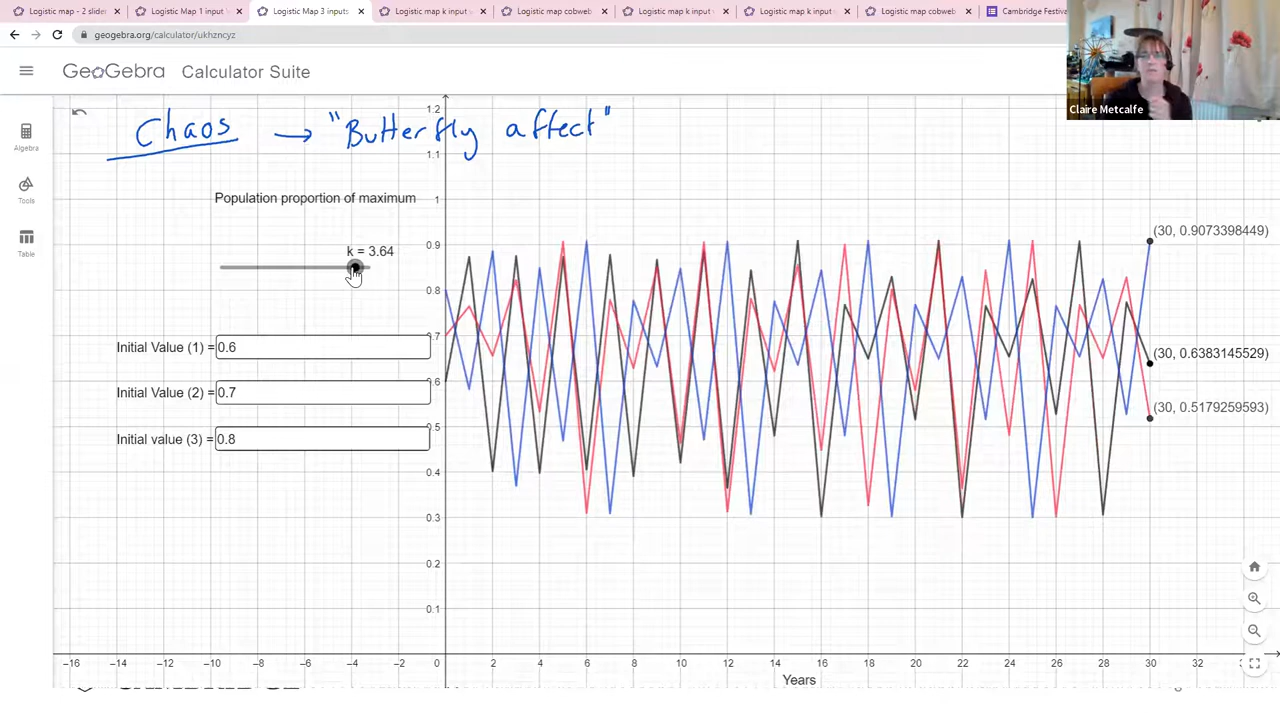 Logistic map - 2 slider
Logistic Map 1 input V
Logistic Map 3 inputs
Logistic map k input v
Logistic map cobweb
Logistic map k input
Logistic map k input v
Logistic map cobweb
Cambridge Festiva
geogebra.org/calculator/ukhzncyz
GeoGebra Calculator Suite
Claire Metcalfe
Algebra
Tools
Table
Chaos → "Butterfly affect"
Population proportion of maximum
k = 3.64
Initial Value (1) = 0.6
Initial Value (2) = 0.7
Initial value (3) = 0.8
1.2
1.1
1
0.9
0.8
0.7
0.6
0.5
0.4
0.3
0.2
0.1
(30, 0.9073398449)
(30, 0.6383145529)
(30, 0.5179259593)
−16 −14 −12 −10 −8 −6 −4 −2 0 2 4 6 8 10 12 14 16 18 20 22 24 26 28 30 32
Years